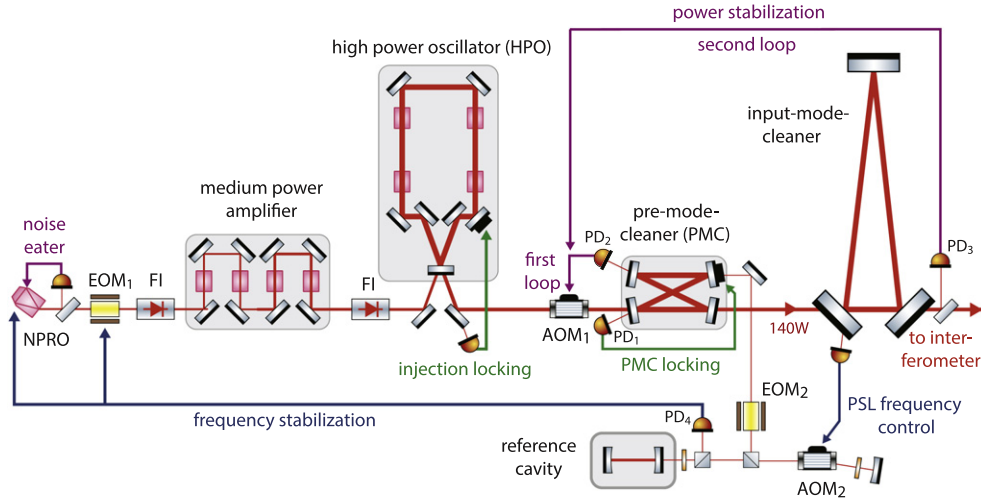 power stabilization
second loop
high power oscillator (HPO)
input-mode-
cleaner
medium power
amplifier
pre-mode-
cleaner (PMC)
noise
eater
PD2
PD3
first
loop
EOM1
FI
FI
NPRO
AOM1
PD1
140W
to inter-
ferometer
injection locking
PMC locking
EOM2
PSL frequency
control
frequency stabilization
PD4
reference
cavity
AOM2